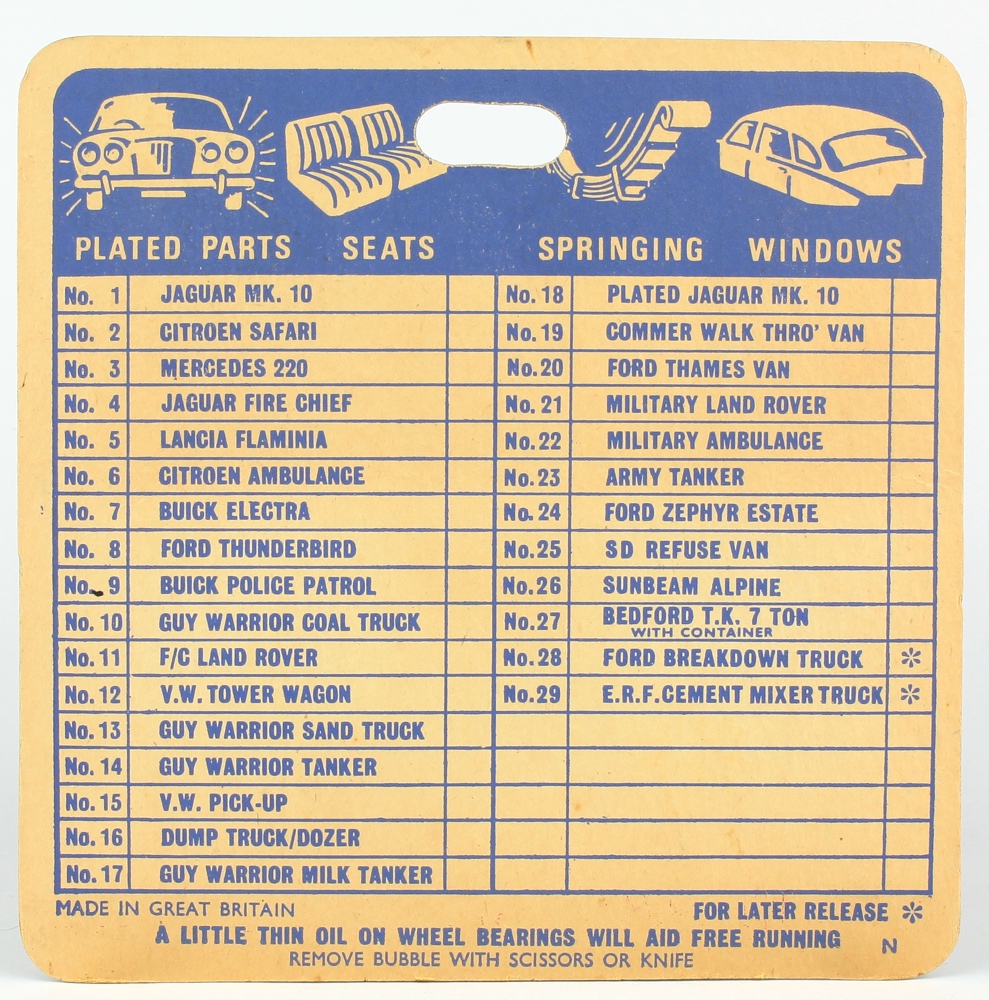 PLATED PARTS SEATS SPRINGING WINDOWS
No. 1 JAGUAR MK. 10
No. 2 CITROEN SAFARI
No. 3 MERCEDES 220
No. 4 JAGUAR FIRE CHIEF
No. 5 LANCIA FLAMINIA
No. 6 CITROEN AMBULANCE
No. 7 BUICK ELECTRA
No. 8 FORD THUNDERBIRD
No. 9 BUICK POLICE PATROL
No. 10 GUY WARRIOR COAL TRUCK
No. 11 F/C LAND ROVER
No. 12 V.W. TOWER WAGON
No. 13 GUY WARRIOR SAND TRUCK
No. 14 GUY WARRIOR TANKER
No. 15 V.W. PICK-UP
No. 16 DUMP TRUCK/DOZER
No. 17 GUY WARRIOR MILK TANKER
No. 18 PLATED JAGUAR MK. 10
No. 19 COMMER WALK THRO' VAN
No. 20 FORD THAMES VAN
No. 21 MILITARY LAND ROVER
No. 22 MILITARY AMBULANCE
No. 23 ARMY TANKER
No. 24 FORD ZEPHYR ESTATE
No. 25 SD REFUSE VAN
No. 26 SUNBEAM ALPINE
No. 27 BEDFORD T.K. 7 TON
WITH CONTAINER
No. 28 FORD BREAKDOWN TRUCK *
No. 29 E.R.F. CEMENT MIXER TRUCK *
MADE IN GREAT BRITAIN FOR LATER RELEASE *
A LITTLE THIN OIL ON WHEEL BEARINGS WILL AID FREE RUNNING N
REMOVE BUBBLE WITH SCISSORS OR KNIFE